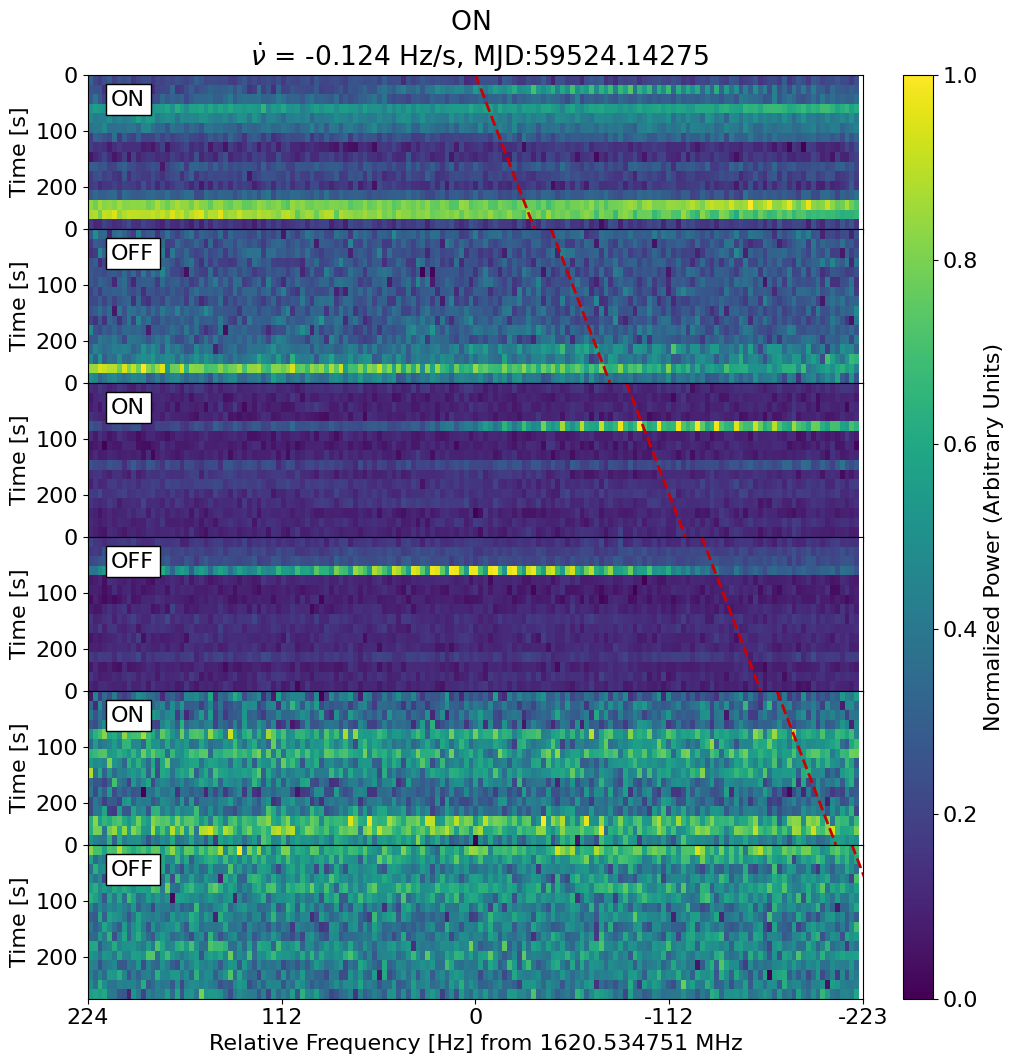 ON
ν̇ = -0.124 Hz/s, MJD:59524.14275
ON
OFF
ON
OFF
ON
OFF
Time [s]
0
100
200
Time [s]
0
100
200
Time [s]
0
100
200
Time [s]
0
100
200
Time [s]
0
100
200
Time [s]
0
100
200
224
112
0
-112
-223
Relative Frequency [Hz] from 1620.534751 MHz
1.0
0.8
0.6
0.4
0.2
0.0
Normalized Power (Arbitrary Units)